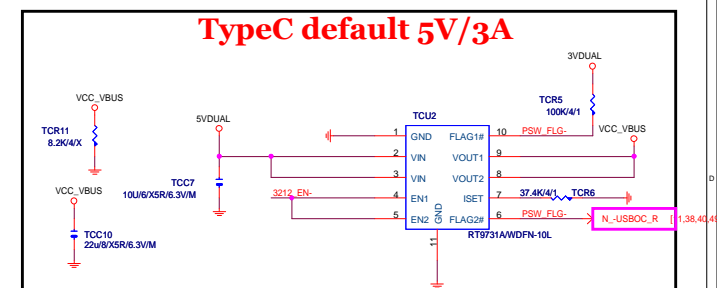 TypeC default 5V/3A
3VDUAL
VCC_VBUS
TCR5
100K/4/1
TCR11
8.2K/4/X
5VDUAL
TCU2
VCC_VBUS
1 GND FLAG1# 10 PSW_FLG-
2 VIN VOUT1 9
3 VIN VOUT2 8
TCC7
10U/6/X5R/6.3V/M
3212_EN- 4 EN1 ISET 7 37.4K/4/1 TCR6
5 EN2 FLAG2# 6 PSW_FLG- N_-USBOC_R
GND
11
RT9731A/WDFN-10L
VCC_VBUS
TCC10
22u/8/X5R/6.3V/M
D